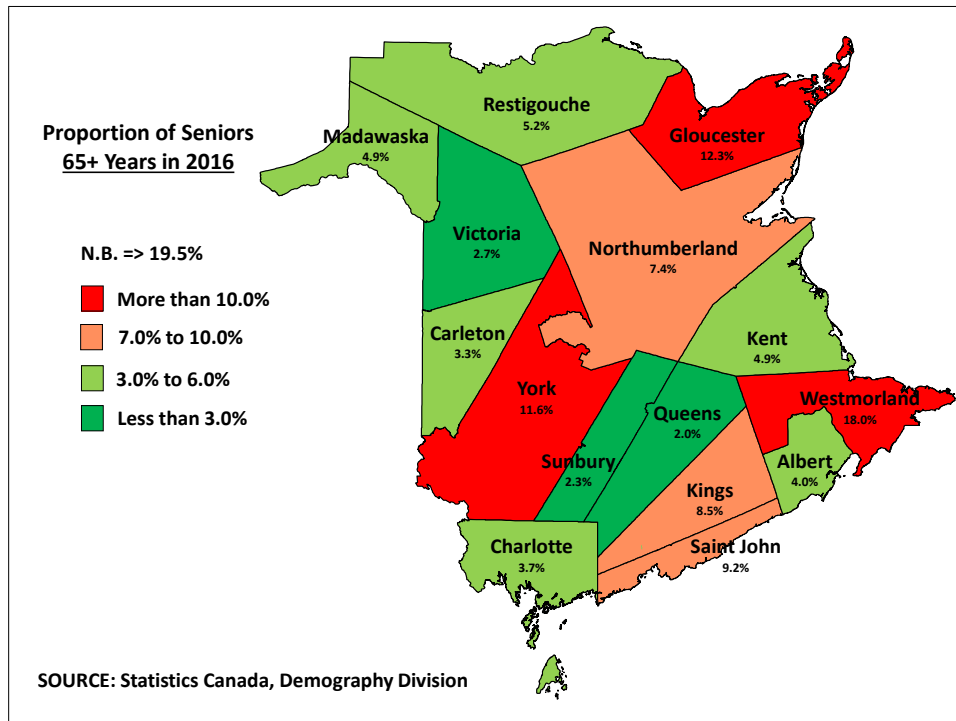 Proportion of Seniors
65+ Years in 2016
N.B. => 19.5%
More than 10.0%
7.0% to 10.0%
3.0% to 6.0%
Less than 3.0%
Restigouche
5.2%
Madawaska
4.9%
Gloucester
12.3%
Victoria
2.7%
Northumberland
7.4%
Carleton
3.3%
Kent
4.9%
York
11.6%
Westmorland
18.0%
Queens
2.0%
Sunbury
2.3%
Albert
4.0%
Kings
8.5%
Charlotte
3.7%
Saint John
9.2%
SOURCE: Statistics Canada, Demography Division